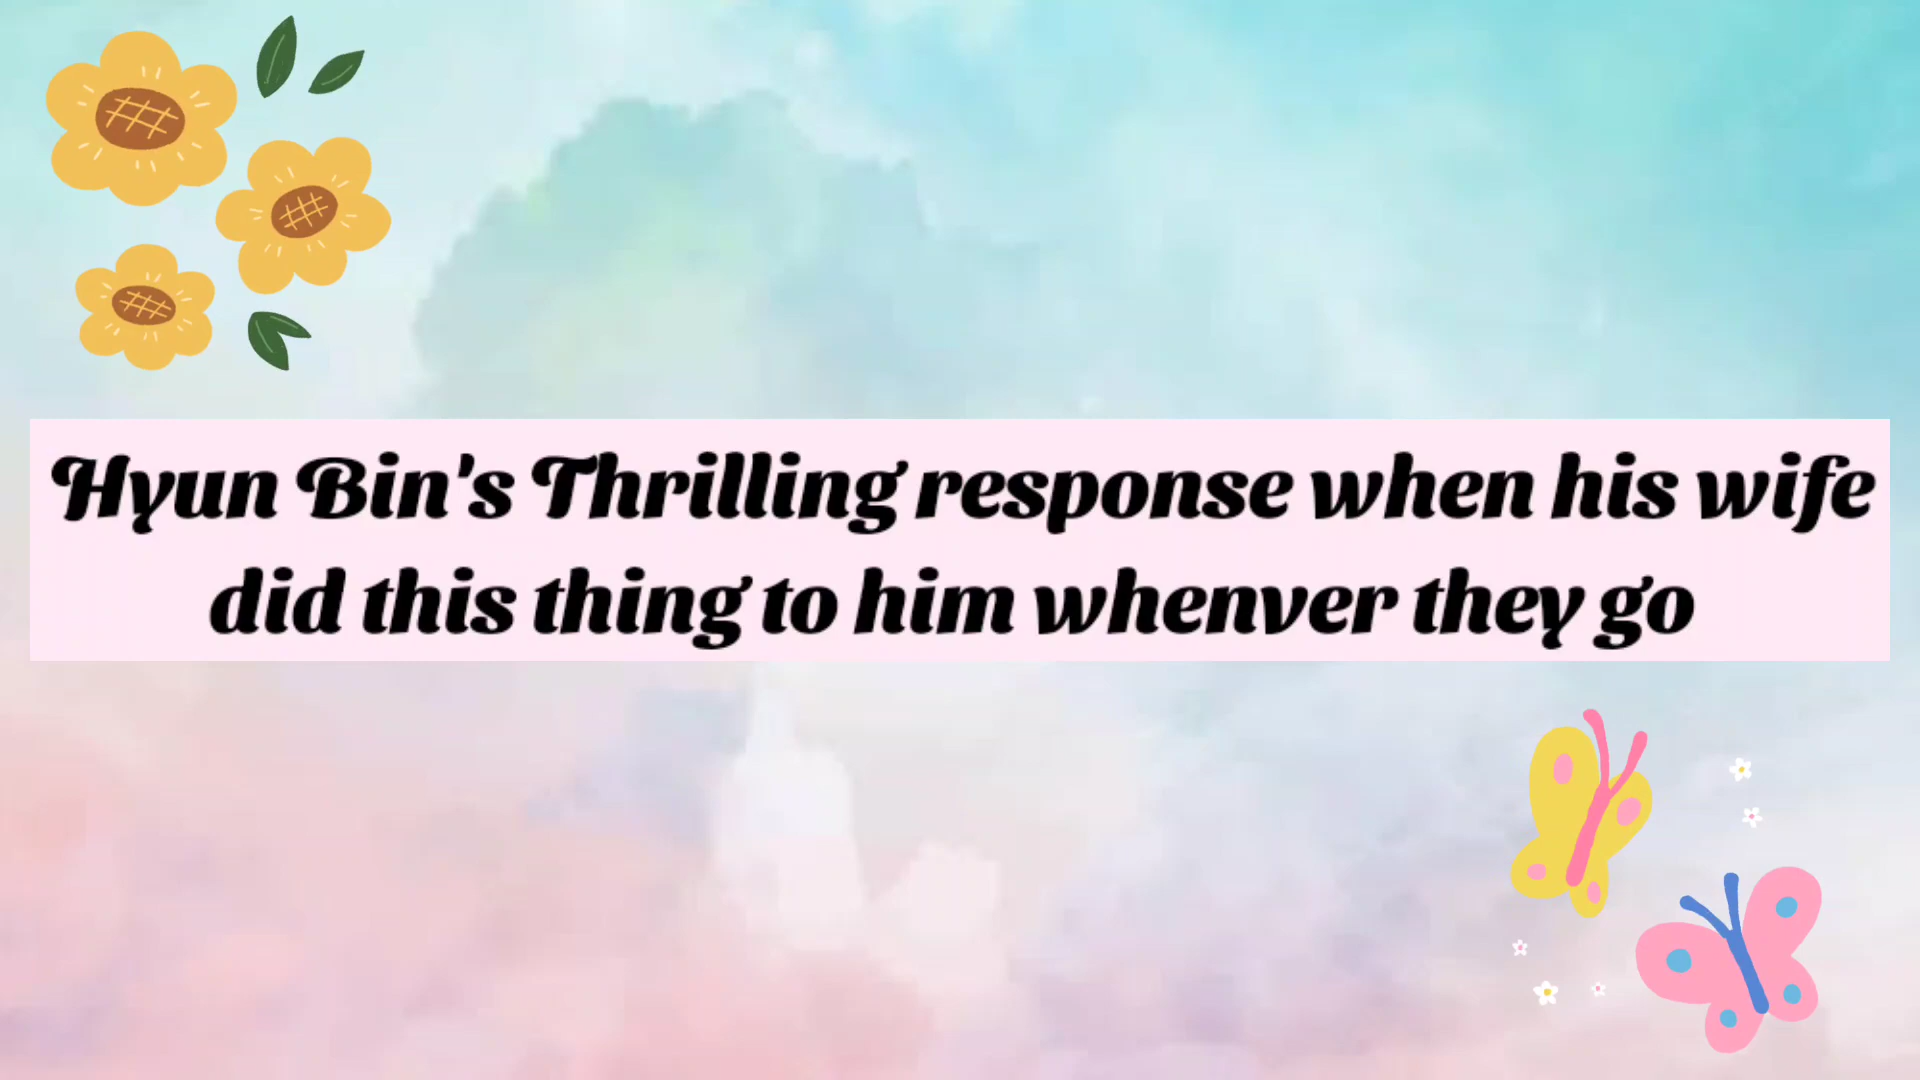 Hyun Bin's Thrilling response when his wife
did this thing to him whenver they go